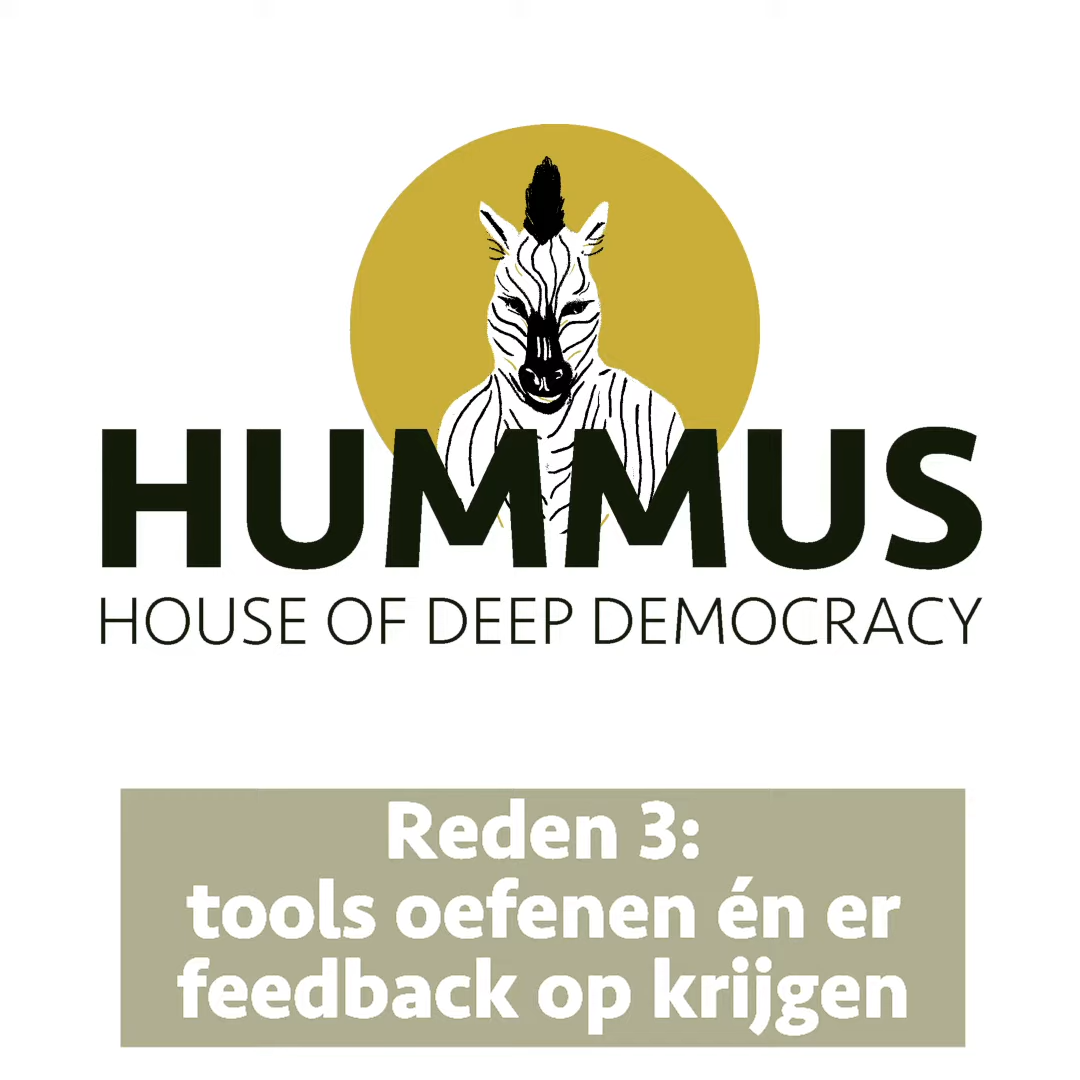 HUMMUS
HOUSE OF DEEP DEMOCRACY
Reden 3:
tools oefenen én er
feedback op krijgen